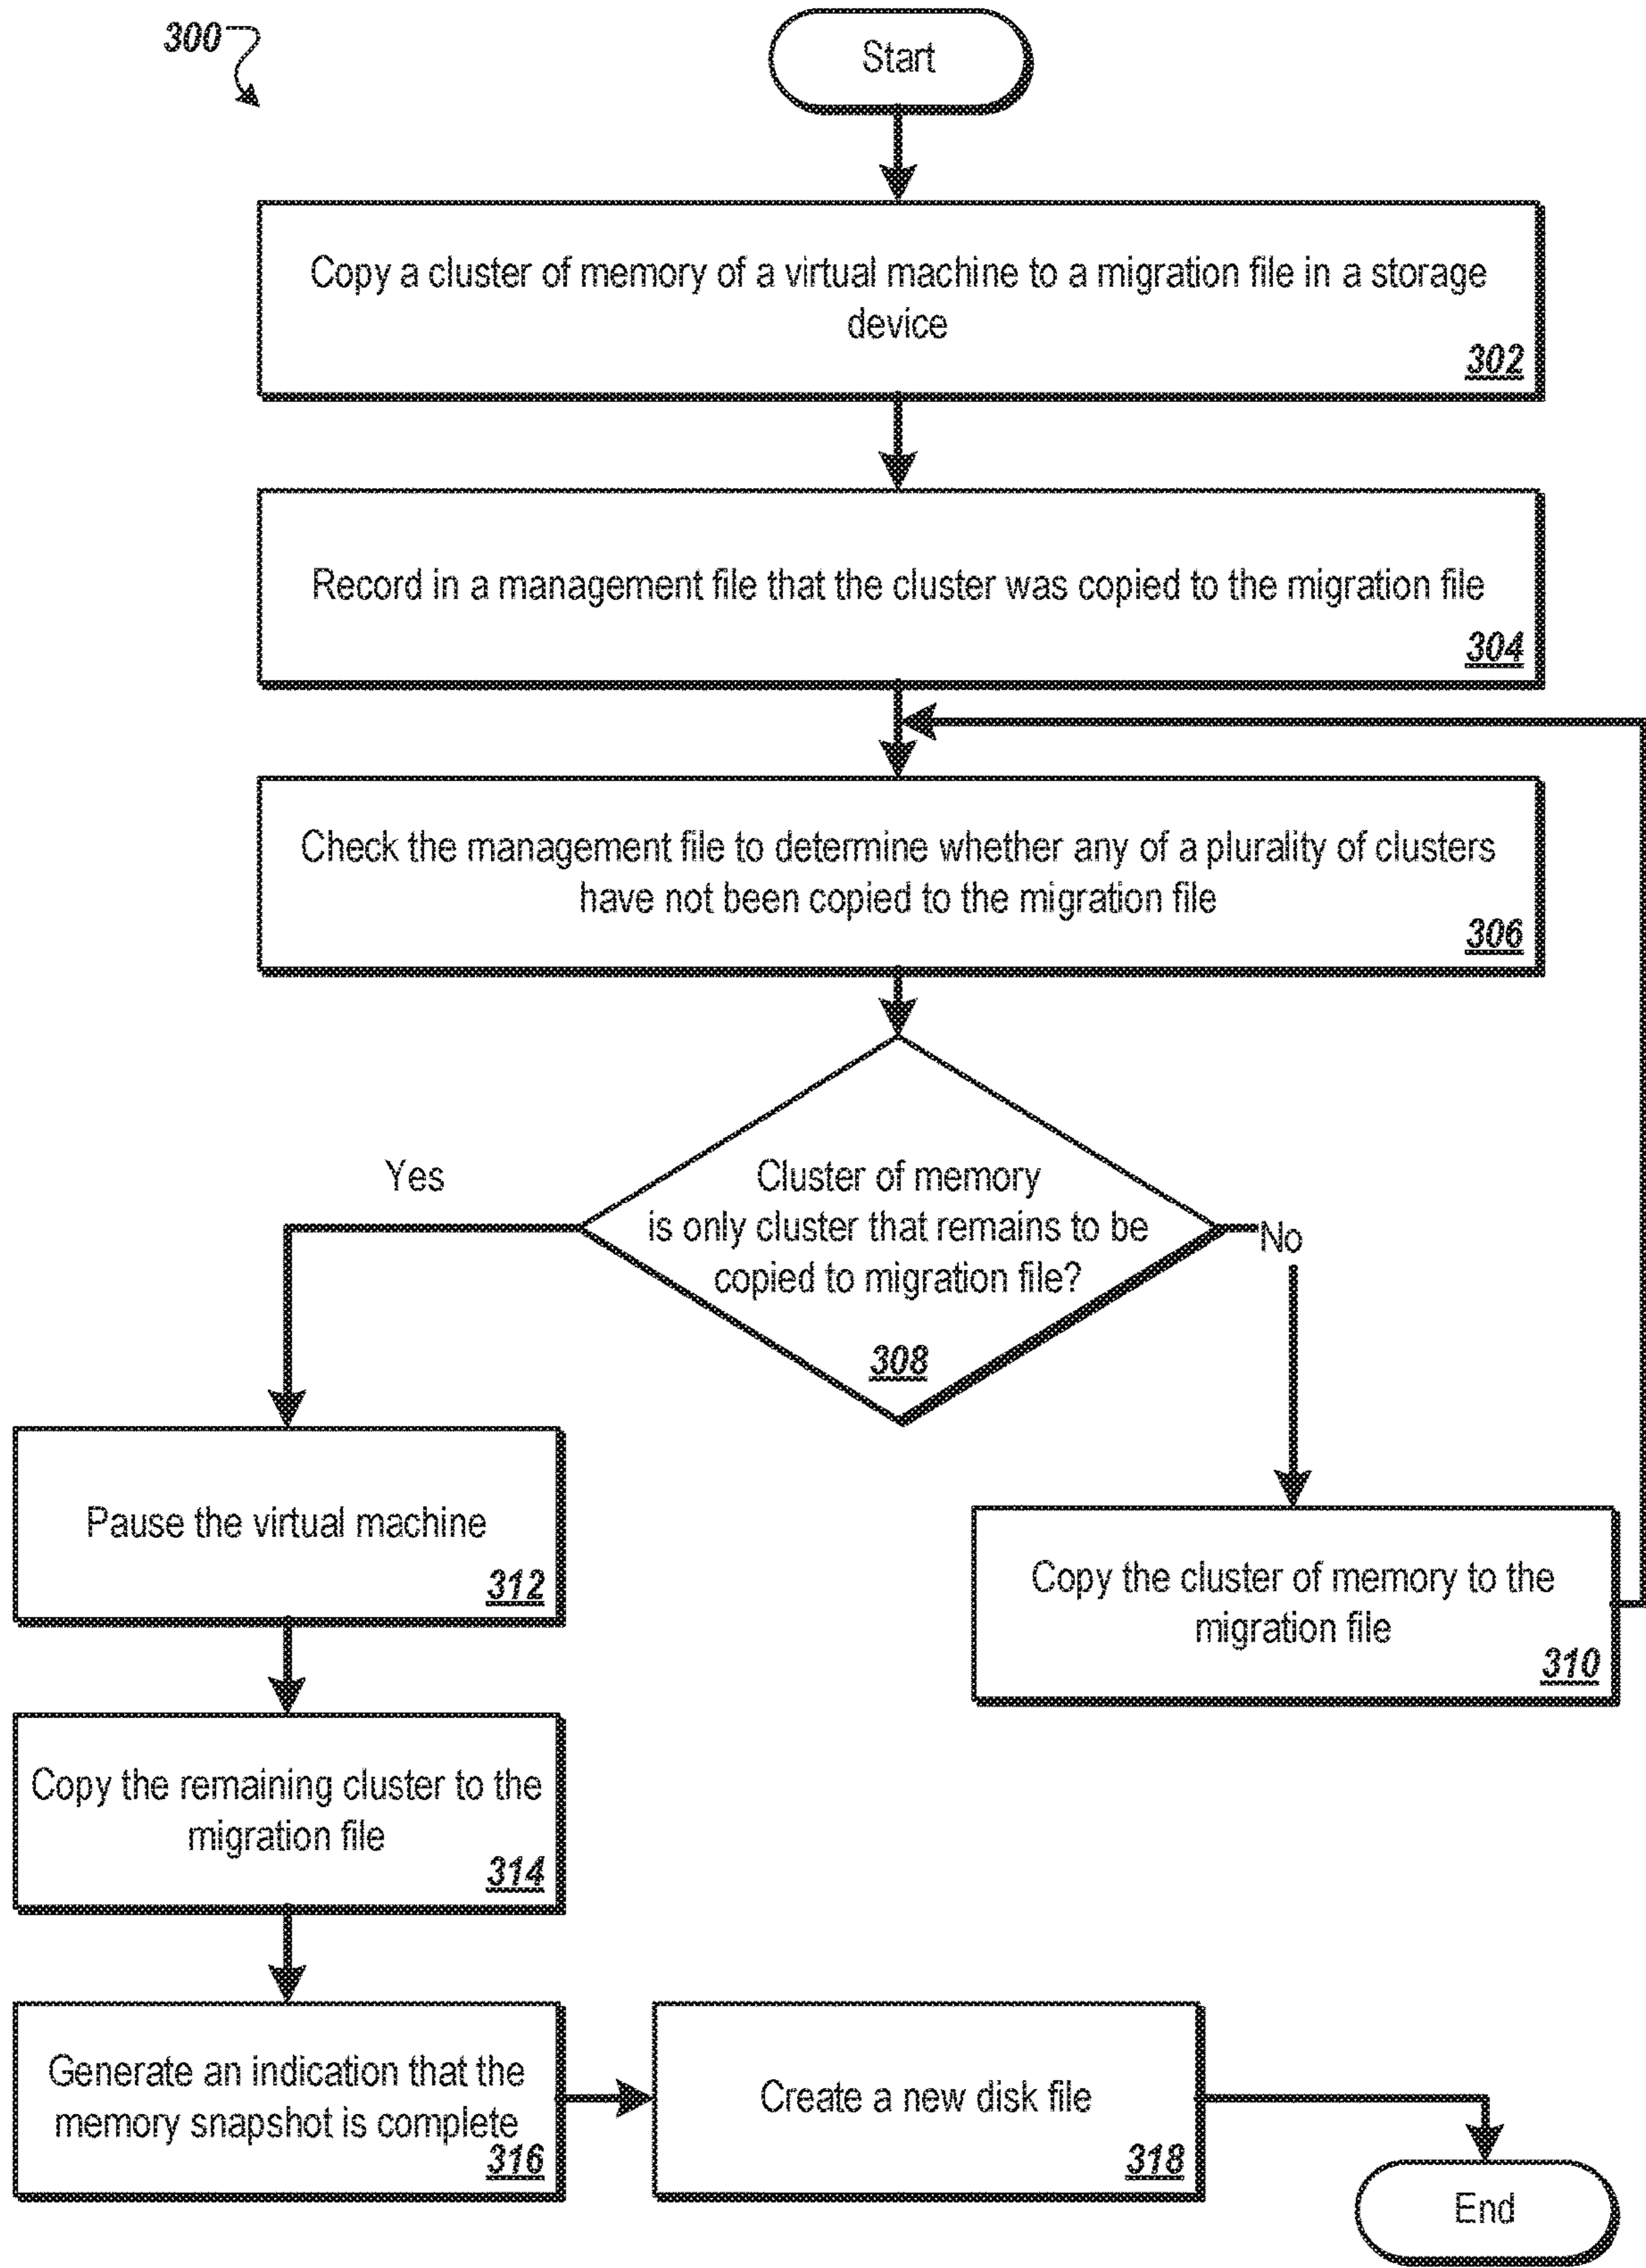 300
Start
Copy a cluster of memory of a virtual machine to a migration file in a storage
device
302
Record in a management file that the cluster was copied to the migration file
304
Check the management file to determine whether any of a plurality of clusters
have not been copied to the migration file
306
Yes
Cluster of memory
is only cluster that remains to be
copied to migration file?
308
No
Pause the virtual machine
312
Copy the cluster of memory to the
migration file
310
Copy the remaining cluster to the
migration file
314
Generate an indication that the
memory snapshot is complete
316
Create a new disk file
318
End